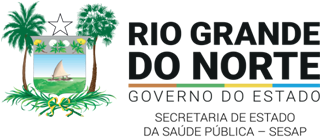 RIO GRANDE
DO NORTE
GOVERNO DO ESTADO
SECRETARIA DE ESTADO
DA SAÚDE PÚBLICA – SESAP